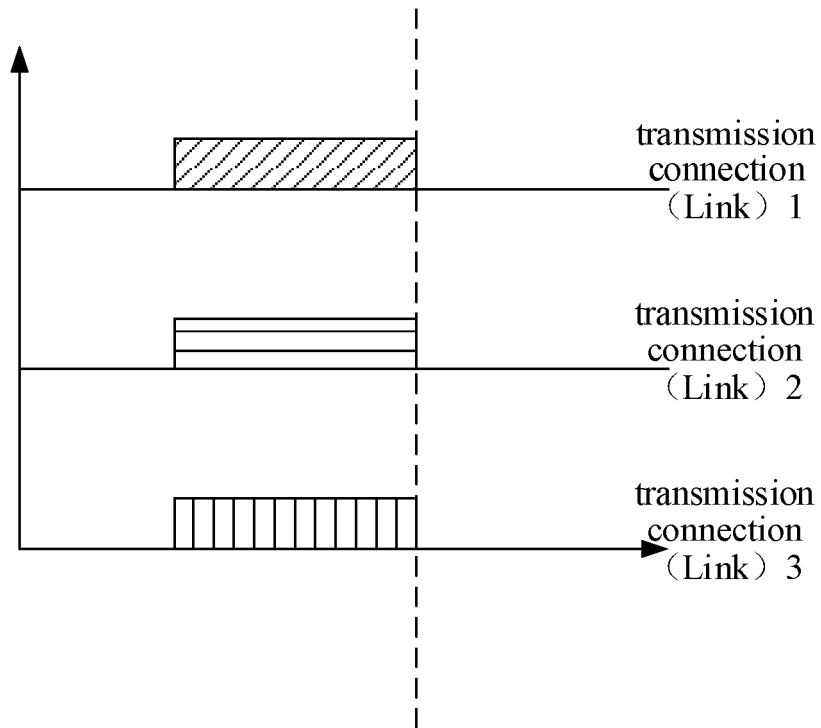 transmission
connection
（Link）1
transmission
connection
（Link）2
transmission
connection
（Link）3